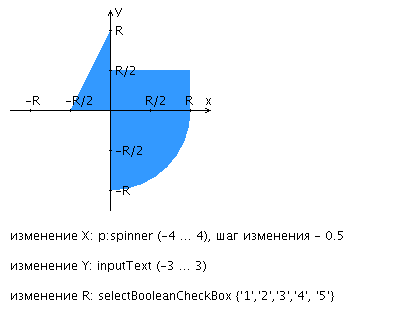 y
R
R/2
-R
-R/2
R/2
R
x
-R/2
-R
изменение X: p:spinner (-4 ... 4), шаг изменения - 0.5
изменение Y: inputText (-3 ... 3)
изменение R: selectBooleanCheckBox {'1','2','3','4', '5'}